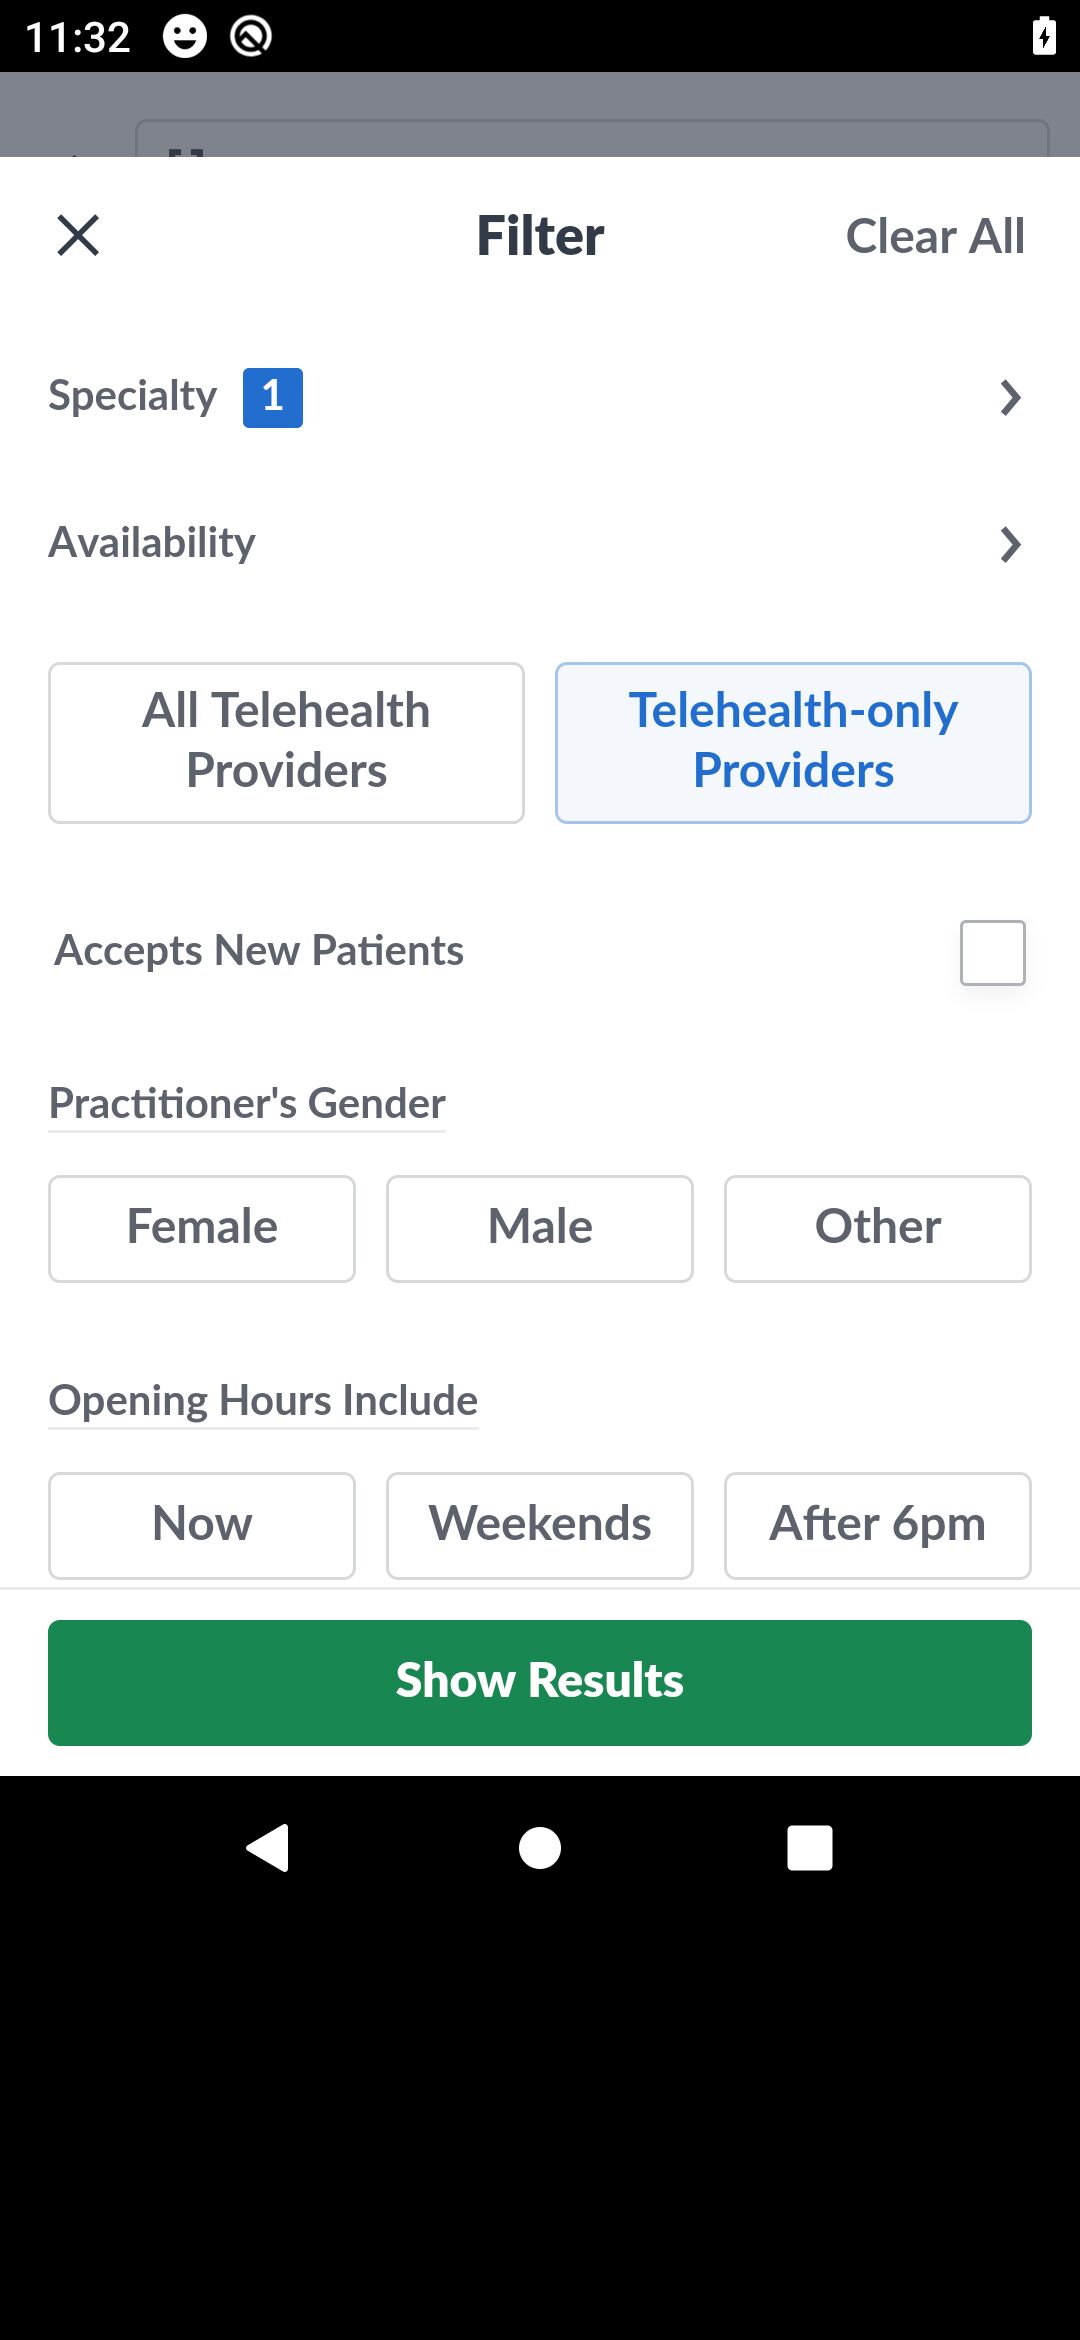 11:32
Filter
Clear All
Specialty 1
Availability
All Telehealth
Providers
Telehealth-only
Providers
Accepts New Patients
Practitioner's Gender
Female
Male
Other
Opening Hours Include
Now
Weekends
After 6pm
Show Results